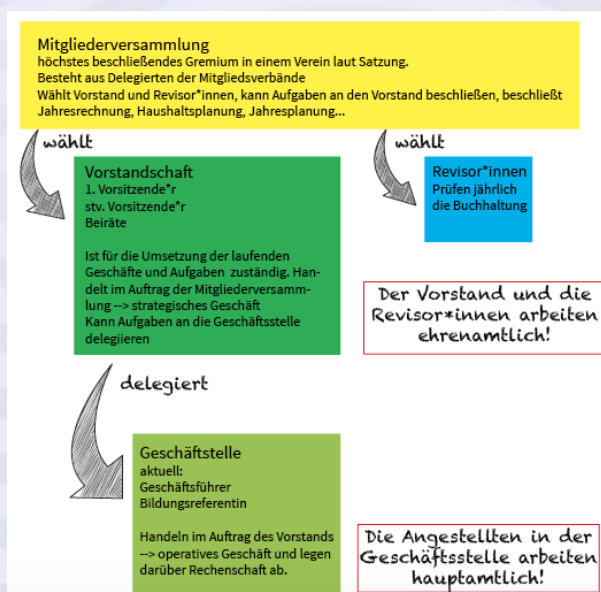 Mitgliederversammlung
höchstes beschließendes Gremium in einem Verein laut Satzung.
Besteht aus Delegierten der Mitgliedsverbände
Wählt Vorstand und Revisor*innen, kann Aufgaben an den Vorstand beschließen, beschließt
Jahresrechnung, Haushaltsplanung, Jahresplanung...
wählt
wählt
Vorstandschaft
1. Vorsitzende*r
stv. Vorsitzende*r
Beiräte
Ist für die Umsetzung der laufenden
Geschäfte und Aufgaben zuständig. Han-
delt im Auftrag der Mitgliederversamm-
lung --> strategisches Geschäft
Kann Aufgaben an die Geschäftsstelle
delegiieren
Revisor*innen
Prüfen jährlich
die Buchhaltung
Der Vorstand und die
Revisor*innen arbeiten
ehrenamtlich!
delegiert
Geschäftstelle
aktuell:
Geschäftsführer
Bildungsreferentin
Handeln im Auftrag des Vorstands
--> operatives Geschäft und legen
darüber Rechenschaft ab.
Die Angestellten in der
Geschäftsstelle arbeiten
hauptamtlich!